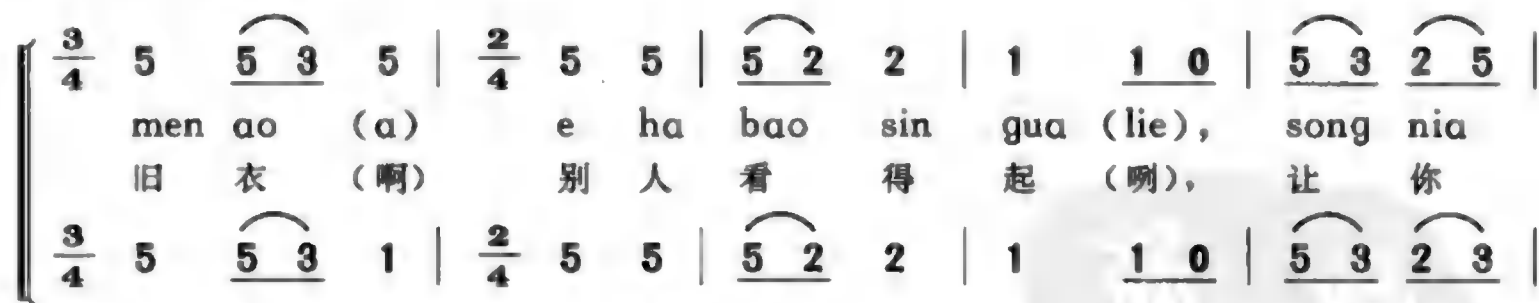 3/4 5 5 3 5 | 2/4 5 5 | 5 2 2 | 1 1 0 | 5 3 2 5 |
men ao (a) e ha bao sin gua (lie), song nia
旧 衣 (啊) 别 人 看 得 起 (咧), 让 你
3/4 5 5 3 1 | 2/4 5 5 | 5 2 2 | 1 1 0 | 5 3 2 3 |